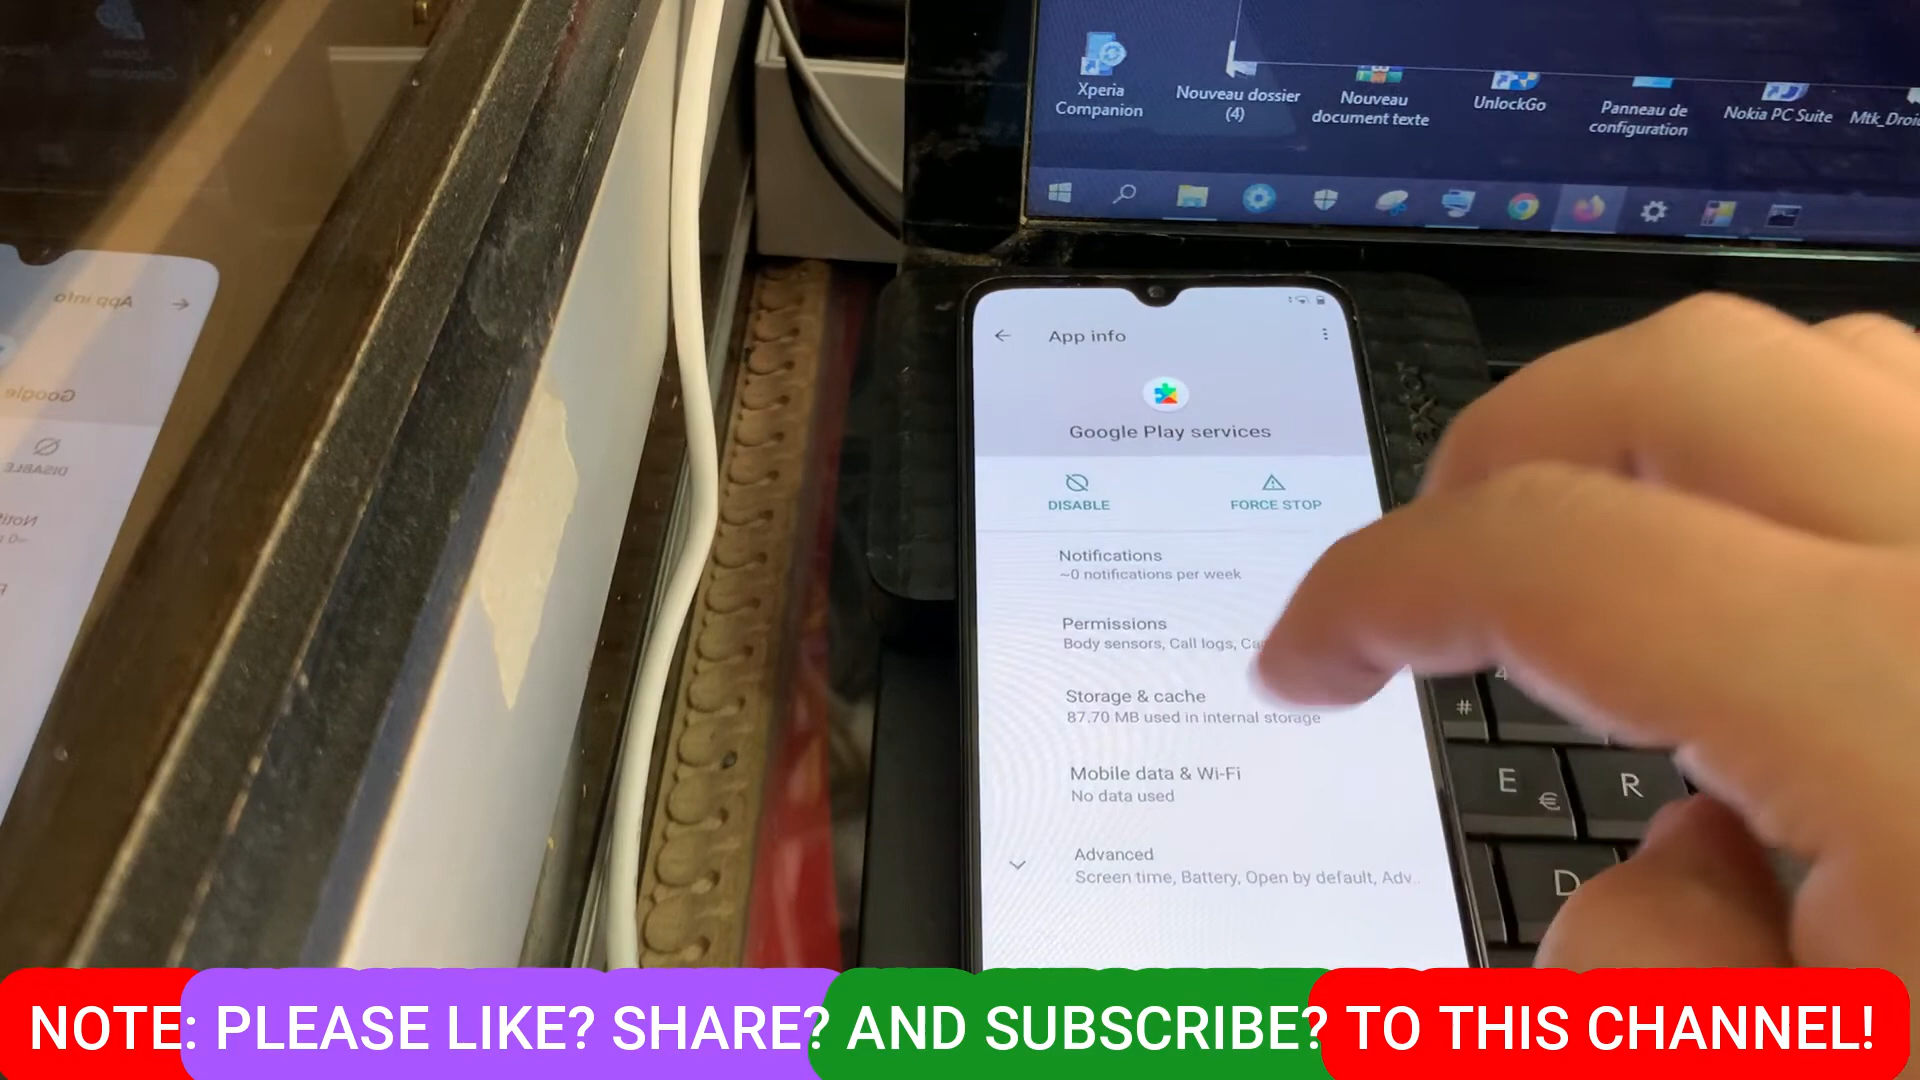 Xperia
Companion
Nouveau dossier
(4)
Nouveau
document texte
UnlockGo
Panneau de
configuration
Nokia PC Suite
App info
Google Play services
DISABLE
FORCE STOP
Notifications
~0 notifications per week
Permissions
Body sensors, Call logs,
Storage & cache
87.70 MB used in internal storage
Mobile data & Wi-Fi
No data used
Advanced
Screen time, Battery, Open by default, Adv..
App info
Google
DISABLE
#
E
€
R
D
NOTE: PLEASE LIKE? SHARE? AND SUBSCRIBE? TO THIS CHANNEL!